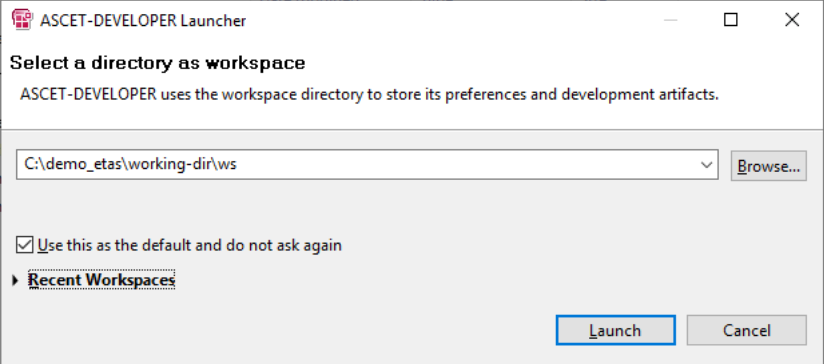 ASCET-DEVELOPER Launcher
Select a directory as workspace
ASCET-DEVELOPER uses the workspace directory to store its preferences and development artifacts.
C:\demo_etas\working-dir\ws
Browse...
Use this as the default and do not ask again
Recent Workspaces
Launch
Cancel